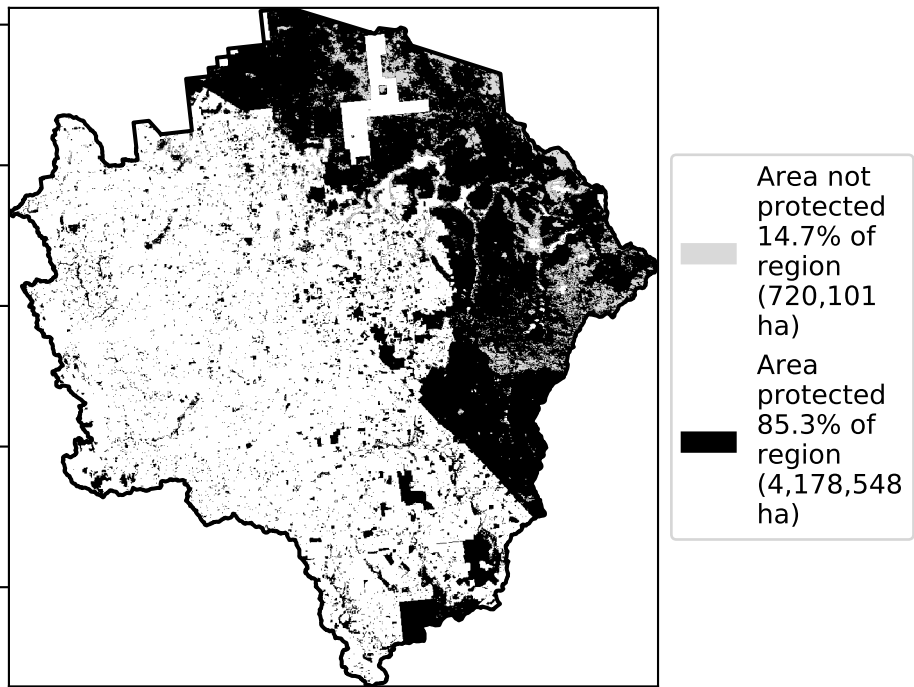 Area not
protected
14.7% of
region
(720,101
ha)
Area
protected
85.3% of
region
(4,178,548
ha)